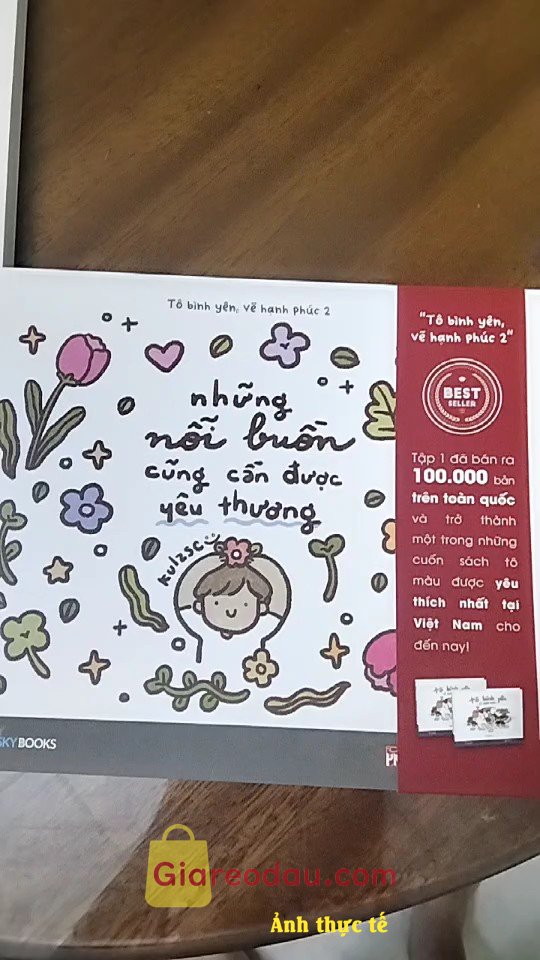 Tô bình yên, vẽ hạnh phúc 2
những
nỗi buồn
cũng cần được
yêu thương
kulzsc
SKYBOOKS
"Tô bình yên,
vẽ hạnh phúc 2"
BEST
SELLER
Tập 1 đã bán ra
100.000 bản
trên toàn quốc
và trở thành
một trong những
cuốn sách tô
màu được yêu
thích nhất tại
Việt Nam cho
đến nay!
Giareodau.com
Ảnh thực tế